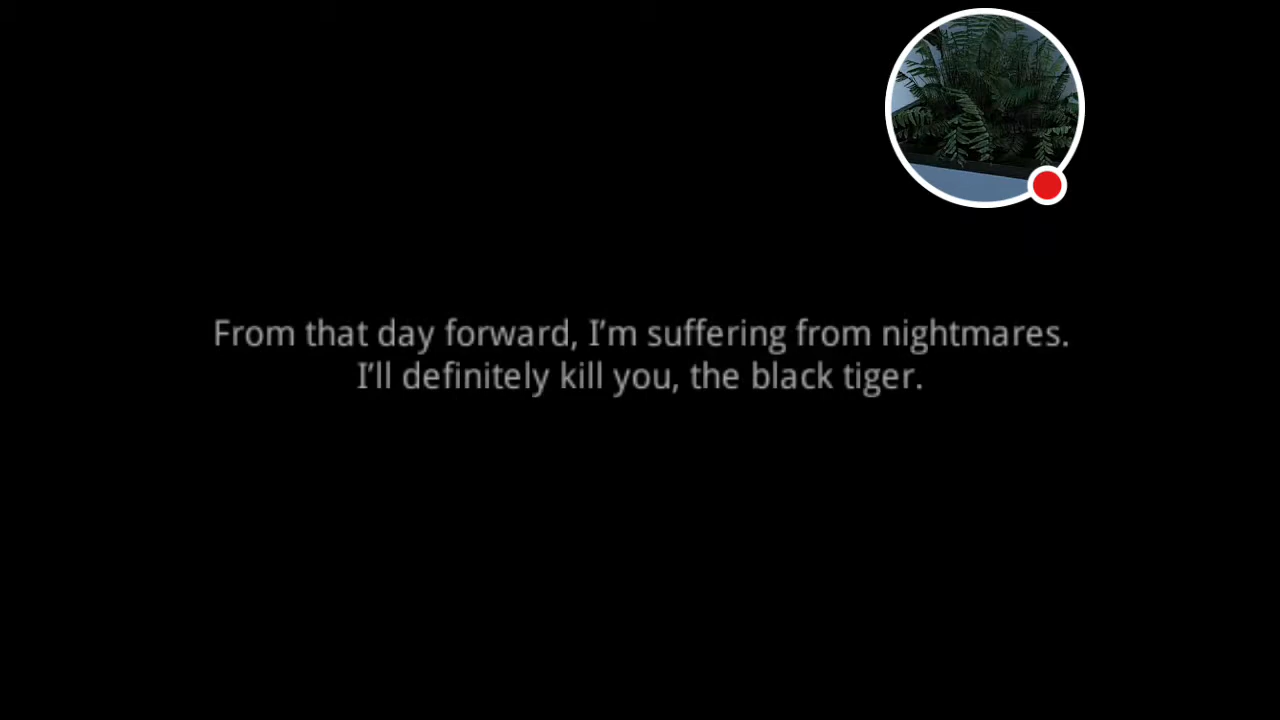 From that day forward, I’m suffering from nightmares.
I’ll definitely kill you, the black tiger.